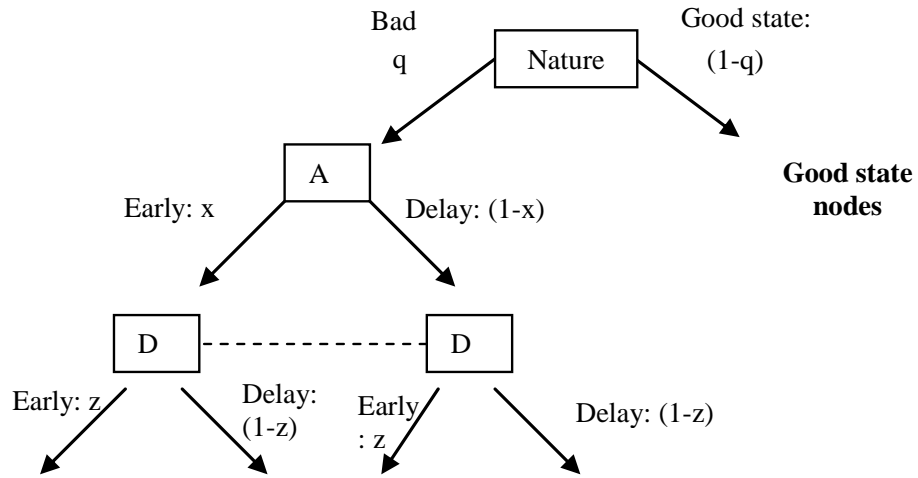 Bad
q
Nature
Good state:
(1-q)
A
Good state
nodes
Early: x
Delay: (1-x)
D
D
Early: z
Delay:
(1-z)
Early
: z
Delay: (1-z)